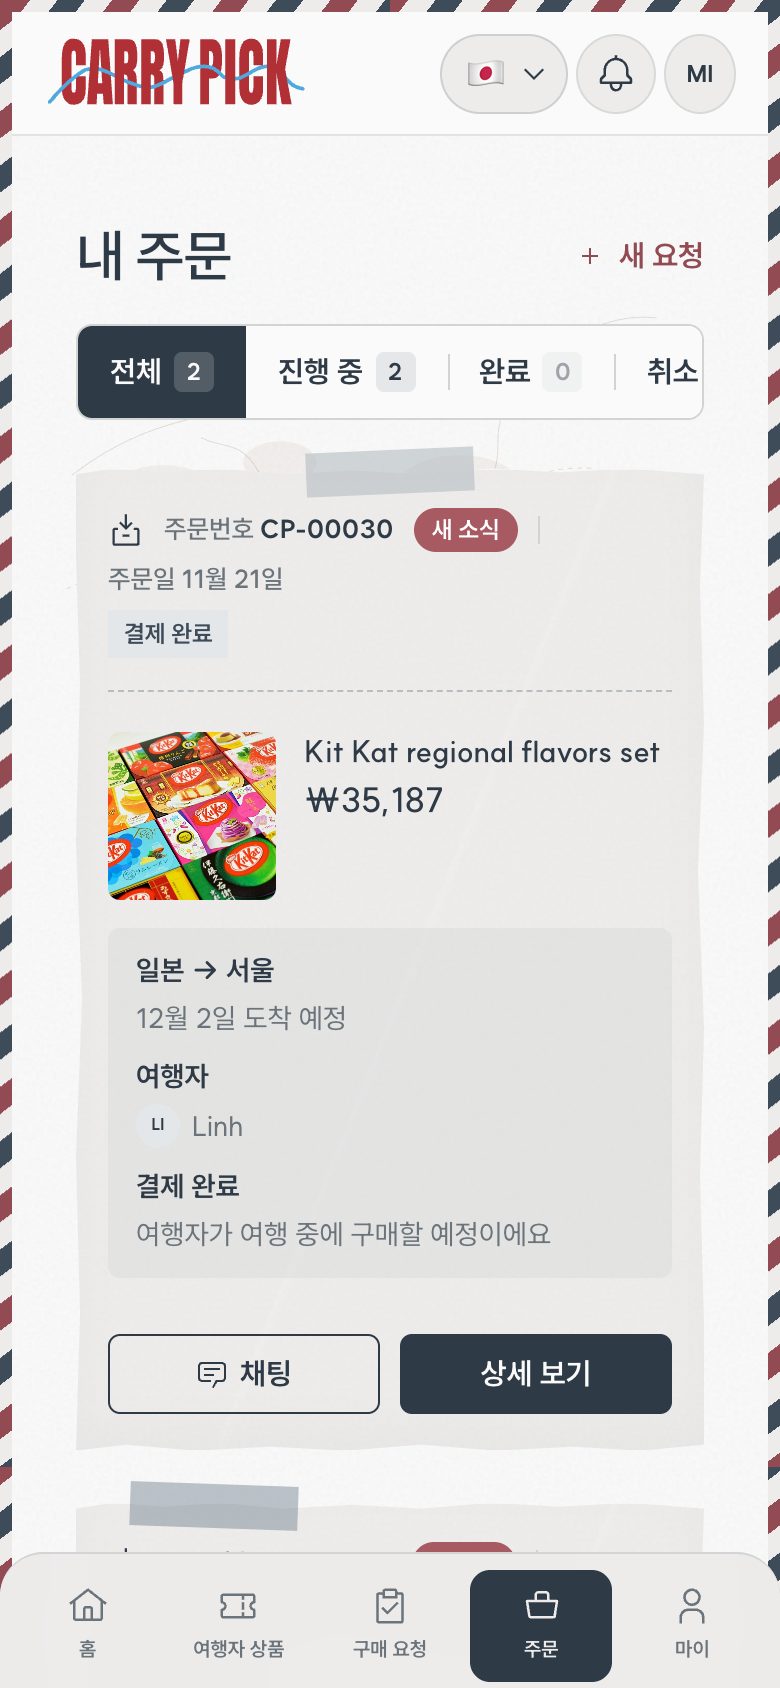 CARRY PICK
MI
내 주문
+ 새 요청
전체 2 진행 중 2 완료 0 취소
주문번호 CP-00030 새 소식
주문일 11월 21일
결제 완료
Kit Kat regional flavors set
₩35,187
일본 → 서울
12월 2일 도착 예정
여행자
LI Linh
결제 완료
여행자가 여행 중에 구매할 예정이에요
채팅 상세 보기
홈 여행자 상품 구매 요청 주문 마이